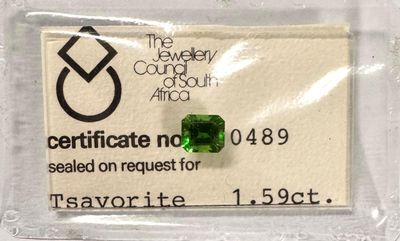 The
Jewellery
Council
of South
Africa
certificate no 0489
sealed on request for
Tsavorite 1.59ct.